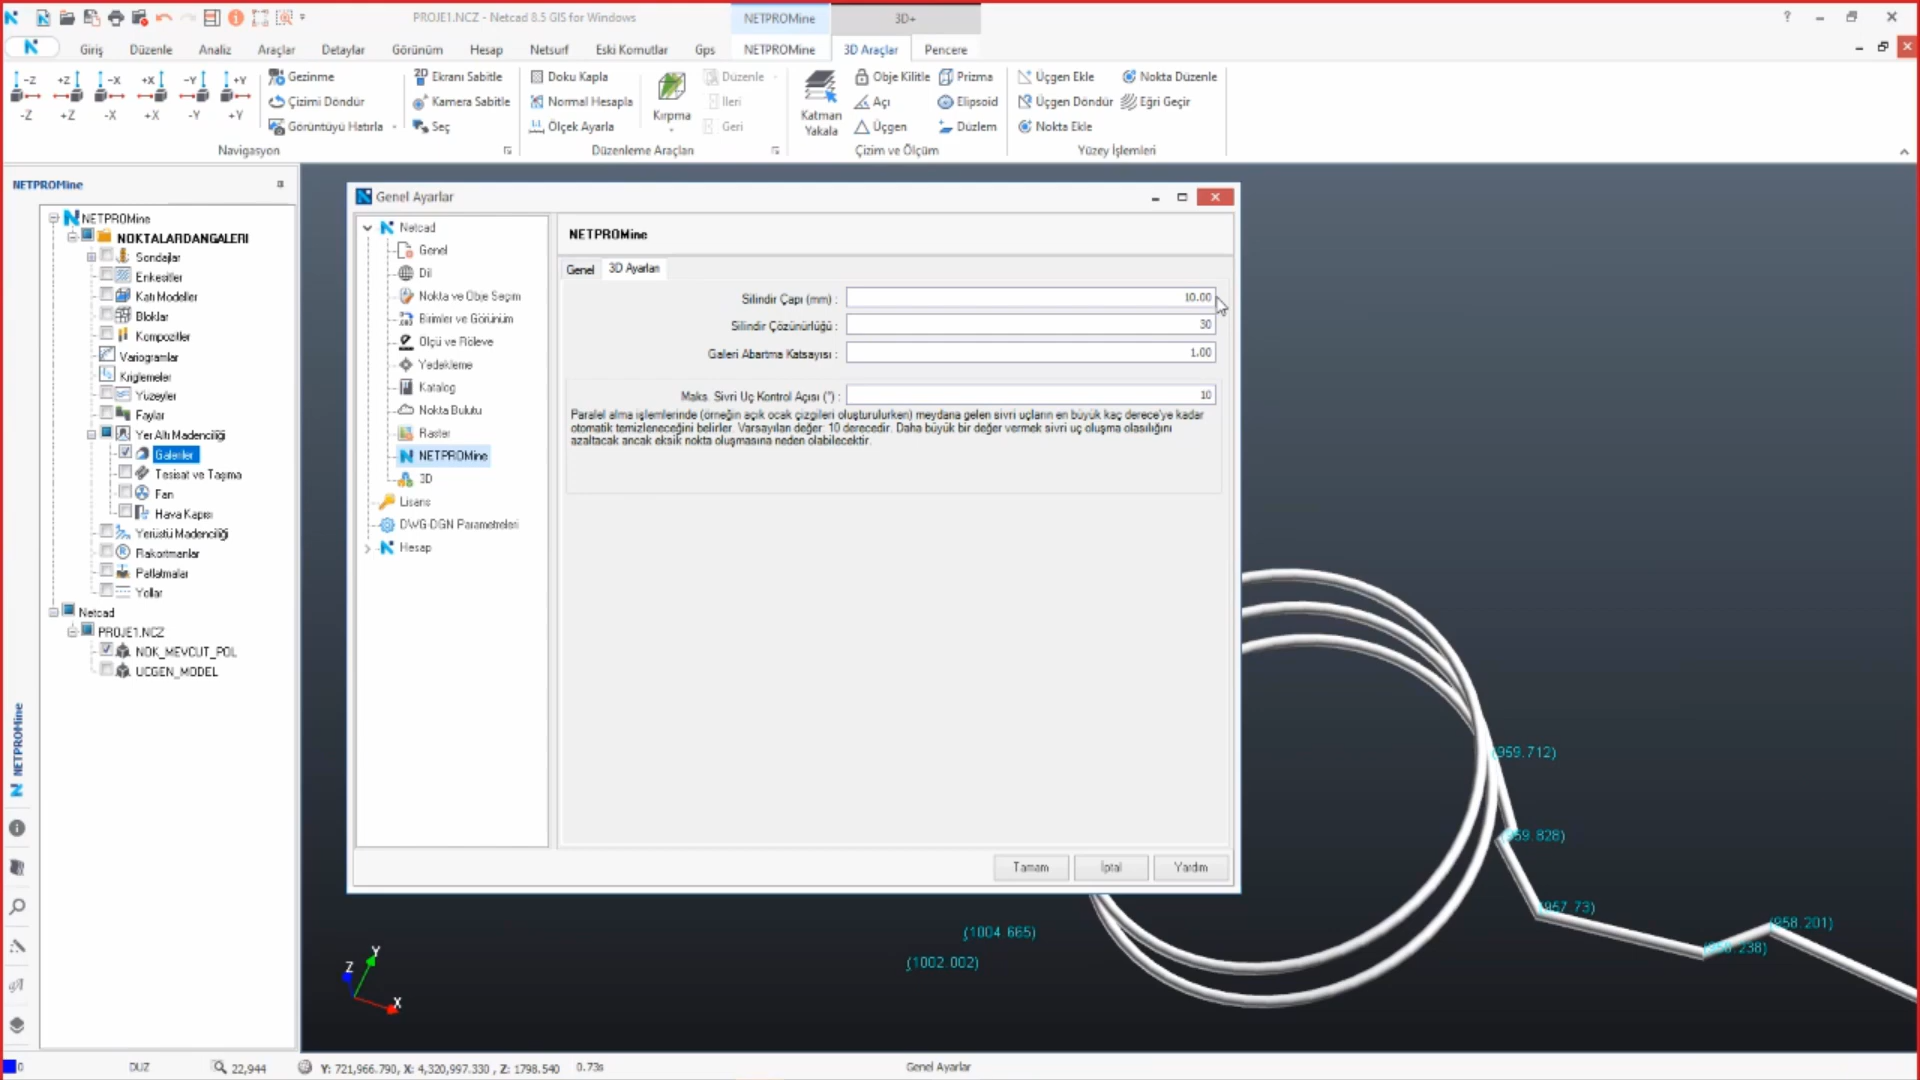 PROJE1.NCZ - Netcad 8.5 GIS for Windows
NETPROMine
3D+
Giriş
Düzenle
Analiz
Araçlar
Detaylar
Görünüm
Hesap
Netsurf
Eski Komutlar
Gps
NETPROMine
3D Araçlar
Pencere
-Z
+Z
-X
+X
-Y
+Y
-Z
+Z
-X
+X
-Y
+Y
Gezinme
Çizimi Döndür
Görüntüyü Hatırla
2D Ekranı Sabitle
Kamera Sabitle
Seç
Navigasyon
Doku Kapla
Normal Hesapla
Ölçek Ayarla
Kırpma
Düzenle
İleri
Geri
Düzenleme Araçları
Katman
Yakala
Obje Kilitle
Açı
Üçgen
Prizma
Elipsoid
Düzlem
Çizim ve Ölçüm
Üçgen Ekle
Üçgen Döndür
Nokta Ekle
Nokta Düzenle
Eğri Geçir
Yüzey İşlemleri
NETPROMine
NETPROMine
NOKTALARDANGALERI
Sondajlar
Enkesitler
Katı Modeller
Bloklar
Kompozitler
Variogramlar
Kriglemeler
Yüzeyler
Faylar
Yer Altı Madenciliği
Galeriler
Tesisat ve Taşıma
Fan
Hava Kapısı
Yerüstü Madenciliği
Rakortmanlar
Patlatmalar
Yollar
Netcad
PROJE1.NCZ
NOK_MEVCUT_POL
UCGEN_MODEL
NETPROMine
Genel Ayarlar
Netcad
Genel
Dil
Nokta ve Obje Seçim
Birimler ve Görünüm
Ölçü ve Röleve
Yedekleme
Katalog
Nokta Bulutu
Raster
NETPROMine
3D
Lisans
DWG DGN Parametreleri
Hesap
NETPROMine
Genel
3D Ayarları
Silindir Çapı (mm) :
10.00
Silindir Çözünürlüğü :
30
Galeri Abartma Katsayısı :
1.00
Maks. Sivri Uç Kontrol Açısı (°) :
10
Paralel alma işlemlerinde (örneğin açık ocak çizgileri oluşturulurken) meydana gelen sivri uçların en büyük kaç derece'ye kadar
otomatik temizleneceğini belirler. Varsayılan değer: 10 derecedir. Daha büyük bir değer vermek sivri uç oluşma olasılığını
azaltacak ancak eksik nokta oluşmasına neden olabilecektir.
Tamam
İptal
Yardım
(959.712)
(959.828)
(957.73)
(958.201)
(1004.665)
(1002.002)
Z
Y
X
0
DUZ
22,944
Y: 721,966.790, X: 4,320,997.330 , Z: 1798.540
0.73s
Genel Ayarlar